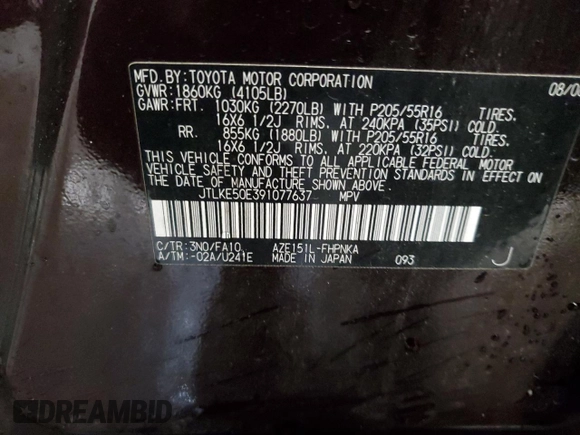 MFD. BY: TOYOTA MOTOR CORPORATION 08/08
GVWR: 1860KG (4105LB)
GAWR: FRT. 1030KG (2270LB) WITH P205/55R16 TIRES.
16X6 1/2J RIMS, AT 240KPA (35PSI) COLD.
RR. 855KG (1880LB) WITH P205/55R16 TIRES.
16X6 1/2J RIMS, AT 220KPA (32PSI) COLD.
THIS VEHICLE CONFORMS TO ALL APPLICABLE FEDERAL MOTOR
VEHICLE SAFETY AND THEFT PREVENTION STANDARDS IN EFFECT ON
THE DATE OF MANUFACTURE SHOWN ABOVE.
JTLKE50E391077637 MPV
C/TR: 3N0/FA10 AZE151L-FHPNKA
A/TM: -02A/U241E MADE IN JAPAN 093 J
DREAMBID